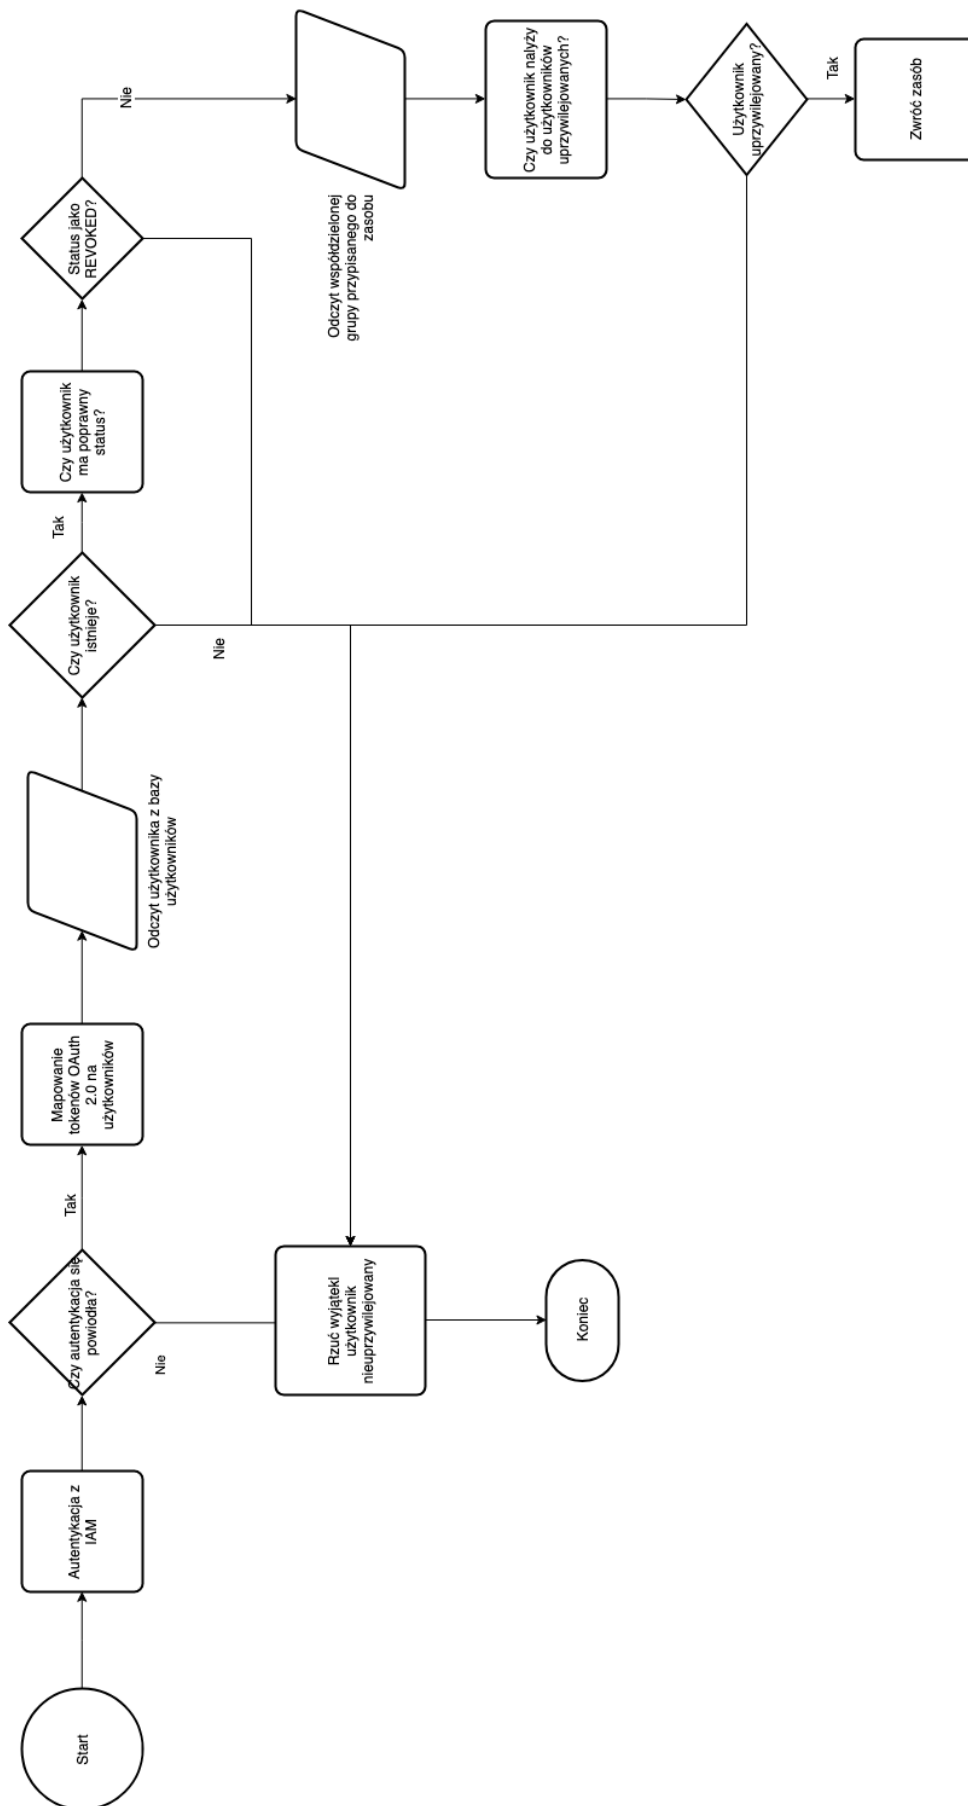 Start
Autentykacja z
IAM
Czy autentykacja się
powiodła?
Tak
Nie
Mapowanie
tokenów OAuth
2.0 na
użytkowników
Odczyt użytkownika z bazy
użytkowników
Czy użytkownik
istnieje?
Tak
Nie
Czy użytkownik
ma poprawny
status?
Status jako
REVOKED?
Nie
Odczyt współdzielonej
grupy przypisanego do
zasobu
Czy użytkownik nalyży
do użytkowników
uprzywilejowanych?
Użytkownik
uprzywilejowany?
Tak
Zwróć zasób
Rzuć wyjątekl
użytkownik
nieuprzywilejowany
Koniec